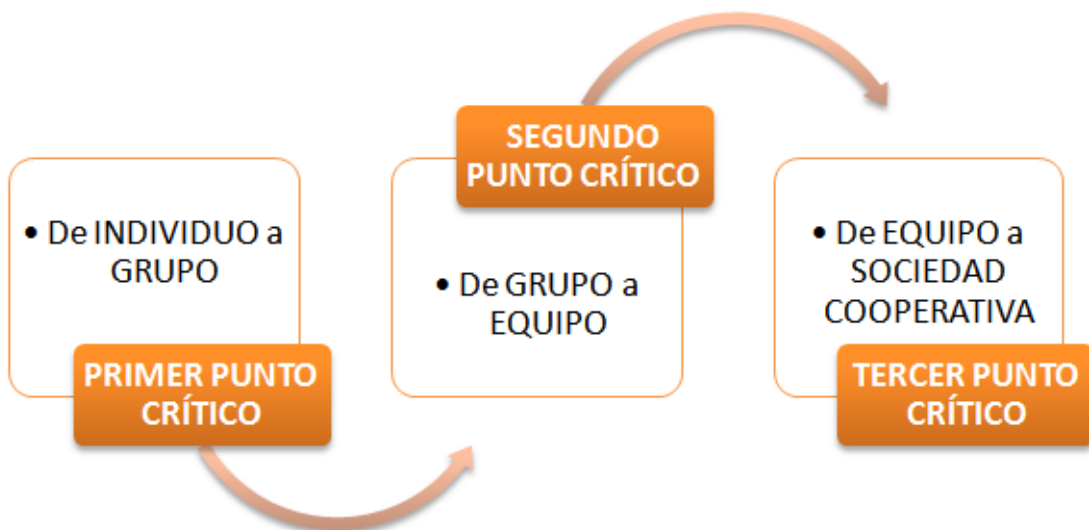 • De INDIVIDUO a
GRUPO
PRIMER PUNTO
CRÍTICO
SEGUNDO
PUNTO CRÍTICO
• De GRUPO a
EQUIPO
• De EQUIPO a
SOCIEDAD
COOPERATIVA
TERCER PUNTO
CRÍTICO